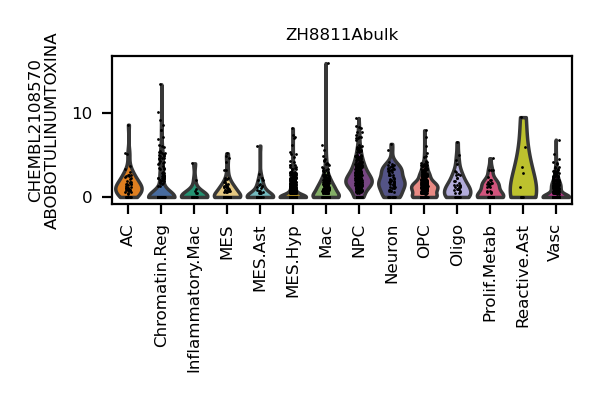 ZH8811Abulk
CHEMBL2108570
ABOBOTULINUMTOXINA
10
0
AC
Chromatin.Reg
Inflammatory.Mac
MES
MES.Ast
MES.Hyp
Mac
NPC
Neuron
OPC
Oligo
Prolif.Metab
Reactive.Ast
Vasc